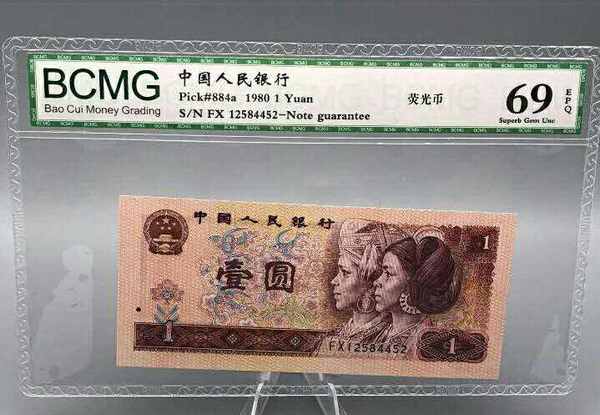 BCMG
Bao Cui Money Grading
中国人民银行
Pick#884a 1980 1 Yuan
S/N FX 12584452-Note guarantee
荧光币
69
EPQ
Superb Gem Unc
中国人民银行
1
壹圆
1
FX12584452
1